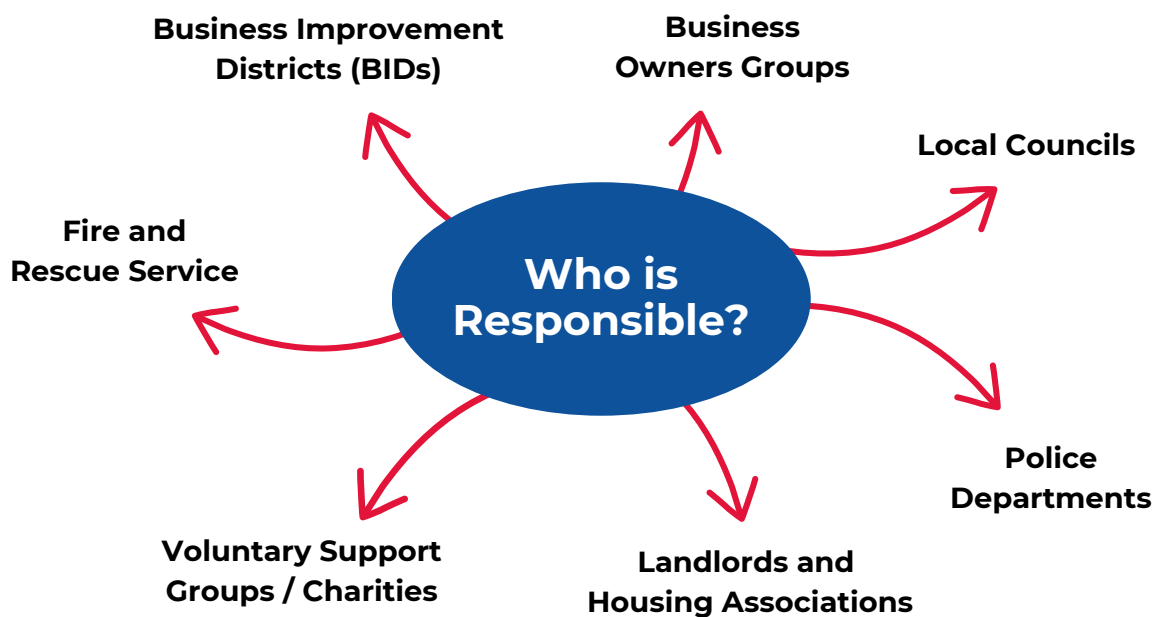 Business Improvement
Districts (BIDs)
Business
Owners Groups
Local Councils
Fire and
Rescue Service
Who is
Responsible?
Police
Departments
Voluntary Support
Groups / Charities
Landlords and
Housing Associations